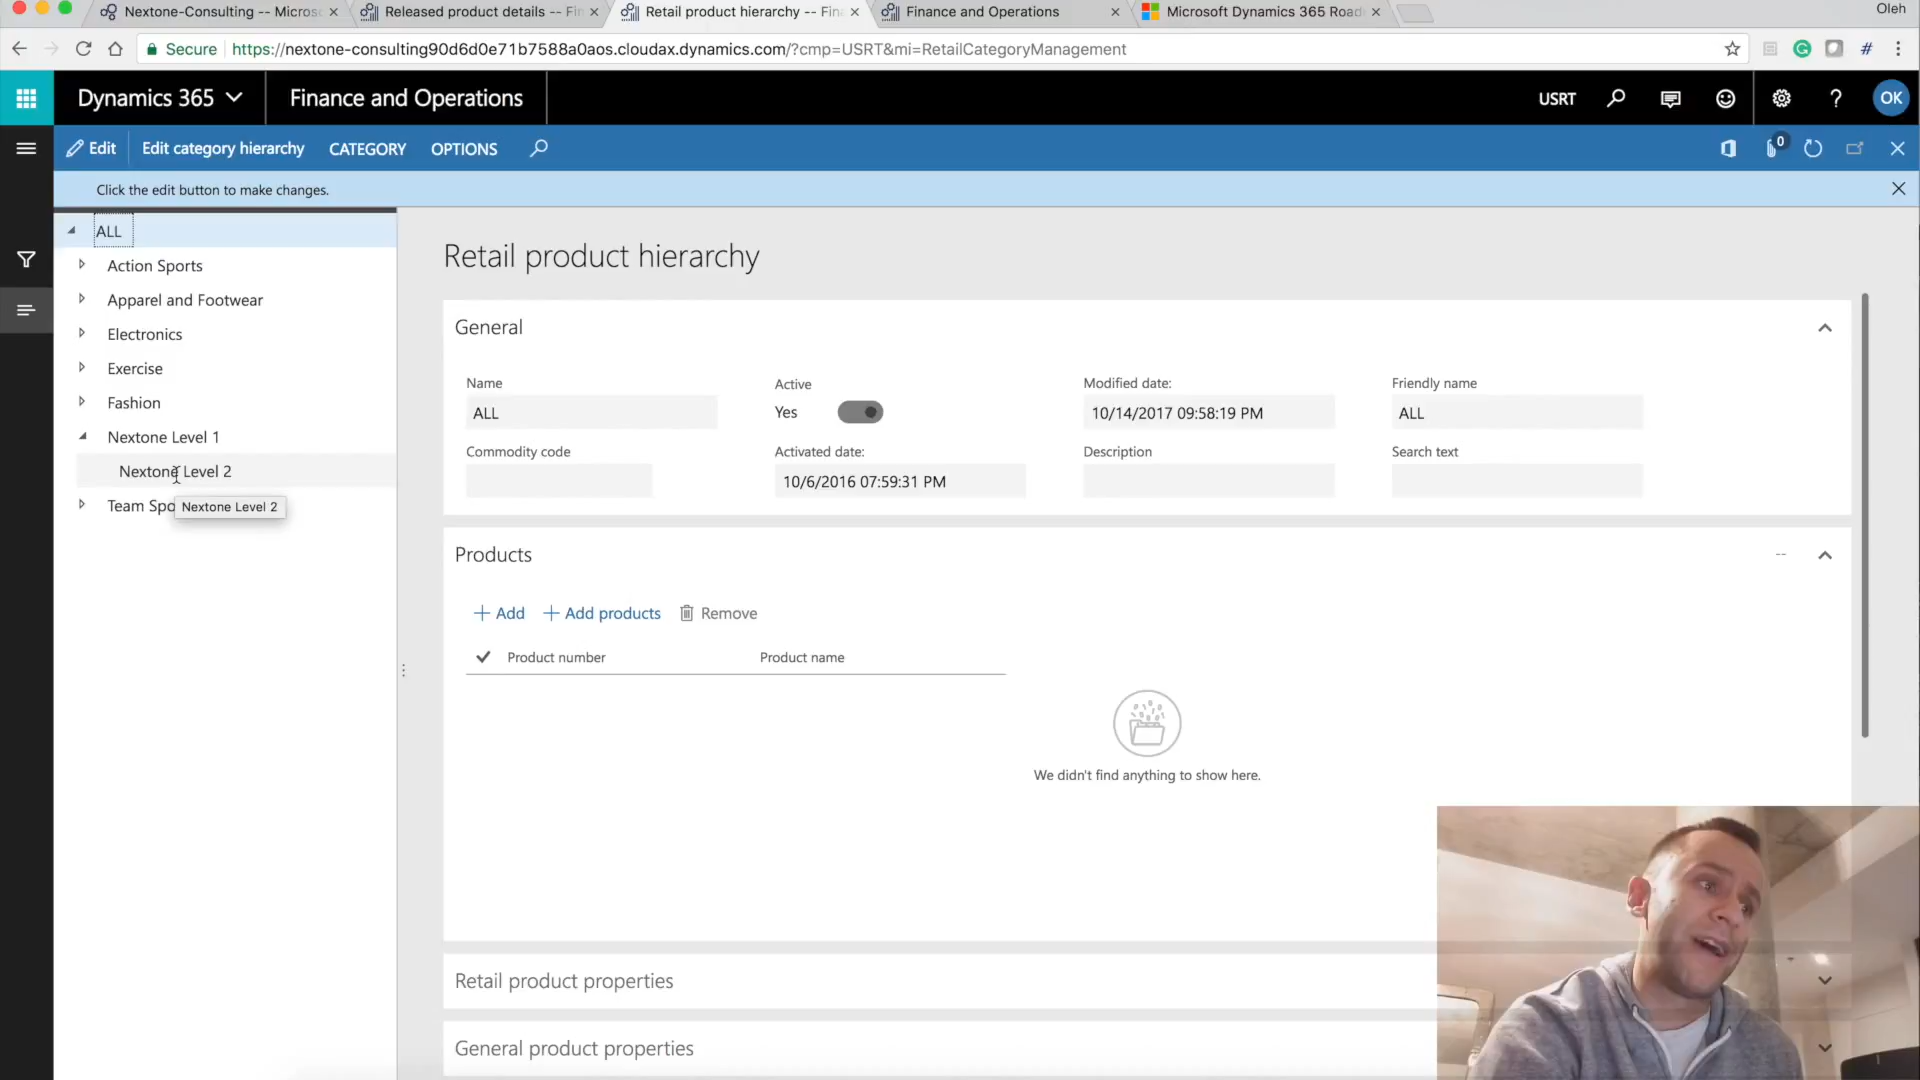 Nextone-Consulting -- Micros
Released product details -- Fin
Retail product hierarchy -- Fina
Finance and Operations
Microsoft Dynamics 365 Road
Oleh
Secure
https://nextone-consulting90d6d0e71b7588a0aos.cloudax.dynamics.com/?cmp=USRT&mi=RetailCategoryManagement
#
Dynamics 365
Finance and Operations
USRT
?
OK
Edit
Edit category hierarchy
CATEGORY
OPTIONS
0
Click the edit button to make changes.
ALL
Action Sports
Apparel and Footwear
Electronics
Exercise
Fashion
Nextone Level 1
Nextone Level 2
Team Spo
Nextone Level 2
Retail product hierarchy
General
Name
Active
Modified date:
Friendly name
ALL
Yes
10/14/2017 09:58:19 PM
ALL
Commodity code
Activated date:
Description
Search text
10/6/2016 07:59:31 PM
Products
--
Add
Add products
Remove
Product number
Product name
We didn't find anything to show here.
Retail product properties
General product properties